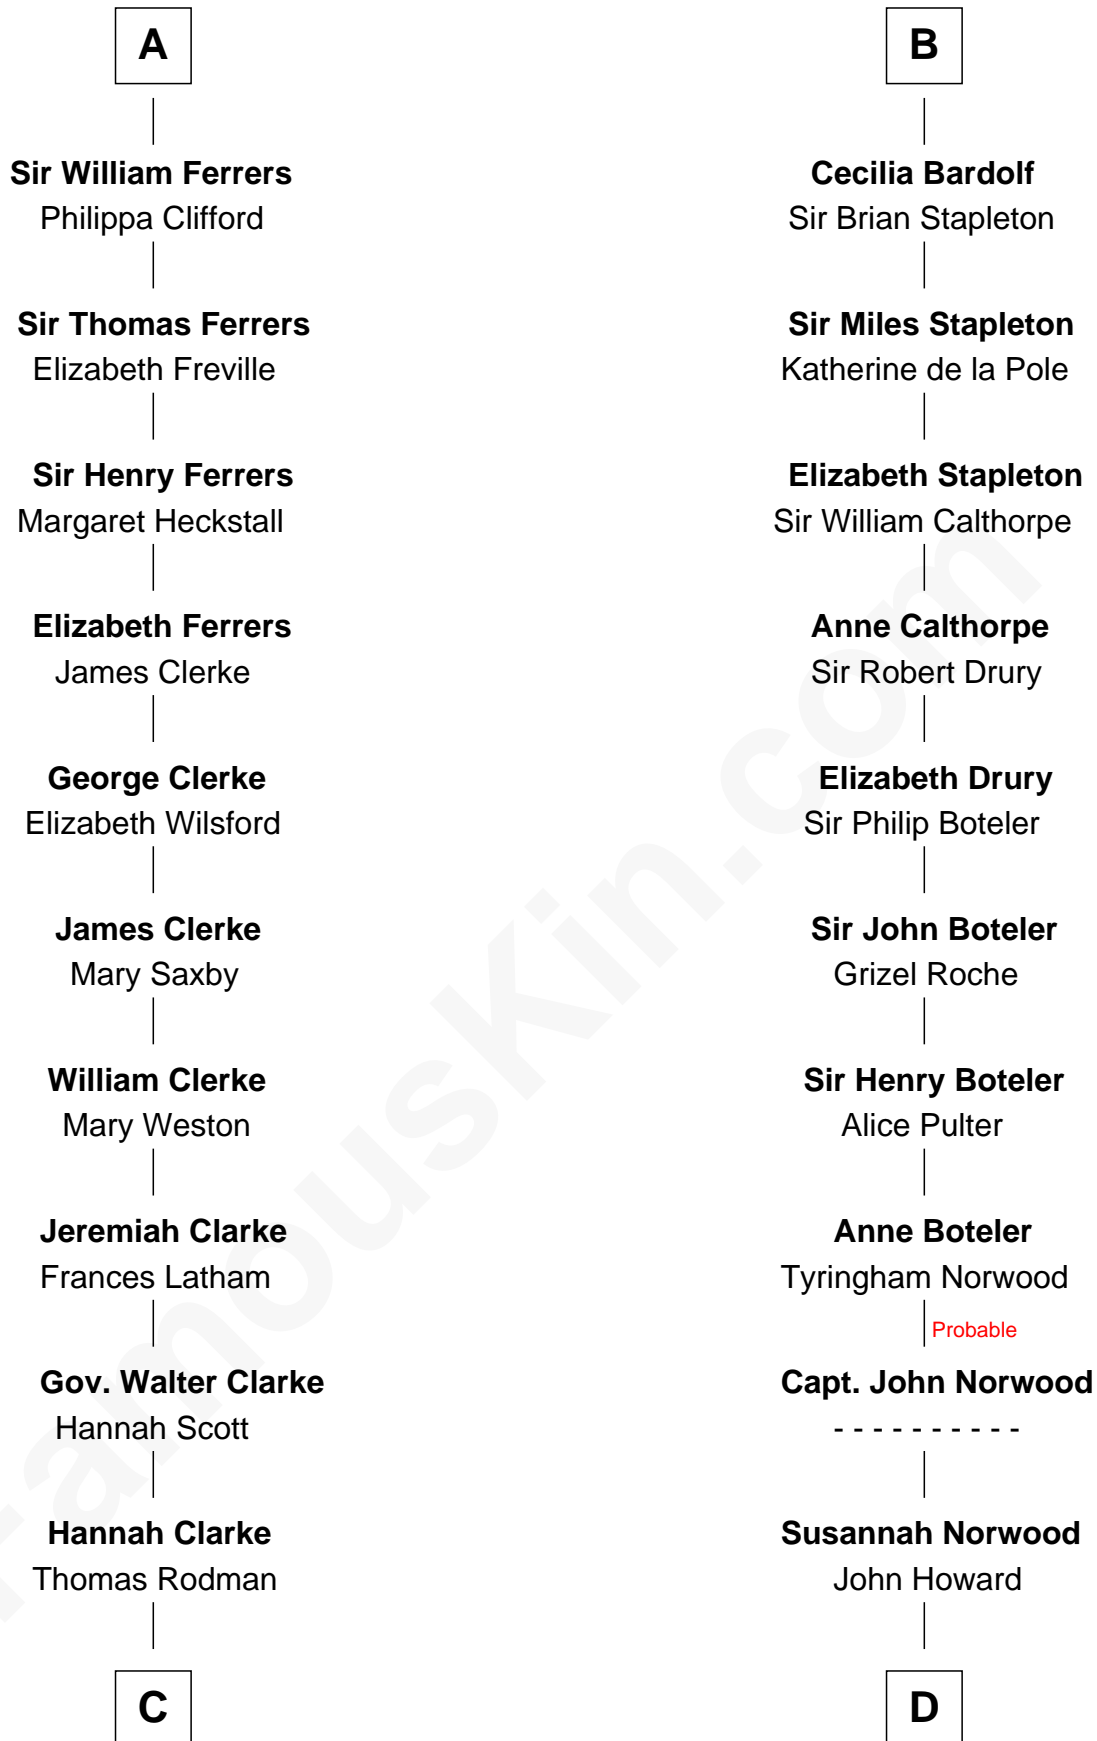 A
Sir William Ferrers
Philippa Clifford
Sir Thomas Ferrers
Elizabeth Freville
Sir Henry Ferrers
Margaret Heckstall
Elizabeth Ferrers
James Clerke
George Clerke
Elizabeth Wilsford
James Clerke
Mary Saxby
William Clerke
Mary Weston
Jeremiah Clarke
Frances Latham
Gov. Walter Clarke
Hannah Scott
Hannah Clarke
Thomas Rodman
C
B
Cecilia Bardolf
Sir Brian Stapleton
Sir Miles Stapleton
Katherine de la Pole
Elizabeth Stapleton
Sir William Calthorpe
Anne Calthorpe
Sir Robert Drury
Elizabeth Drury
Sir Philip Boteler
Sir John Boteler
Grizel Roche
Sir Henry Boteler
Alice Pulter
Anne Boteler
Tyringham Norwood
Probable
Capt. John Norwood
- - - - - - - - - -
Susannah Norwood
John Howard
D
FamousKin.com